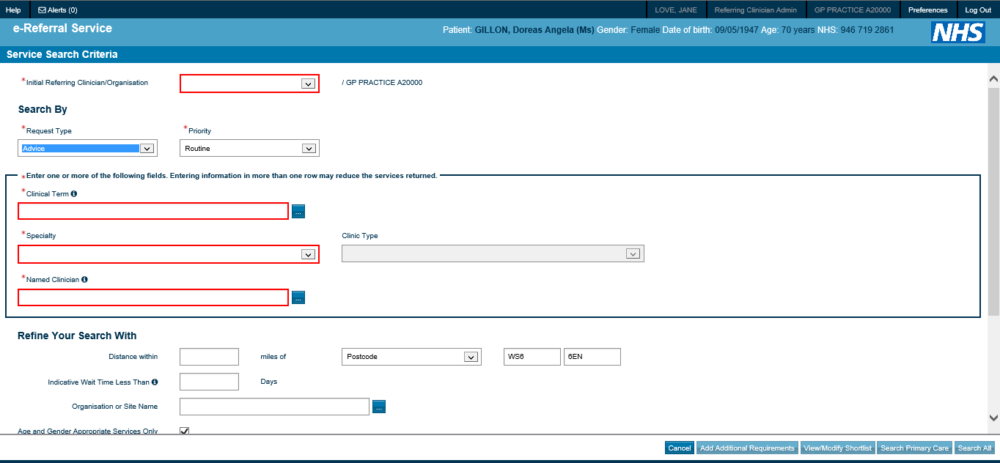 Help Alerts (0) LOVE, JANE Referring Clinician Admin GP PRACTICE A20000 Preferences Log Out
e-Referral Service
Patient: GILLON, Doreas Angela (Ms) Gender: Female Date of birth: 09/05/1947 Age: 70 years NHS: 946 719 2861 NHS
Service Search Criteria
*Initial Referring Clinician/Organisation / GP PRACTICE A20000
Search By
*Request Type *Priority
Advice Routine
*Enter one or more of the following fields. Entering information in more than one row may reduce the services returned.
*Clinical Term
...
*Specialty Clinic Type
*Named Clinician
...
Refine Your Search With
Distance within miles of Postcode WS6 6EN
Indicative Wait Time Less Than Days
Organisation or Site Name ...
Age and Gender Appropriate Services Only
Cancel Add Additional Requirements View/Modify Shortlist Search Primary Care Search All